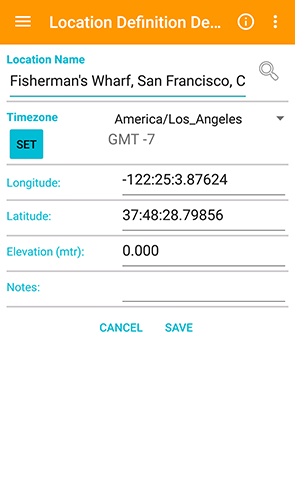 Location Definition De...
Location Name
Fisherman's Wharf, San Francisco, C
Timezone
America/Los_Angeles
SET
GMT -7
Longitude:
-122:25:3.87624
Latitude:
37:48:28.79856
Elevation (mtr):
0.000
Notes:
CANCEL SAVE